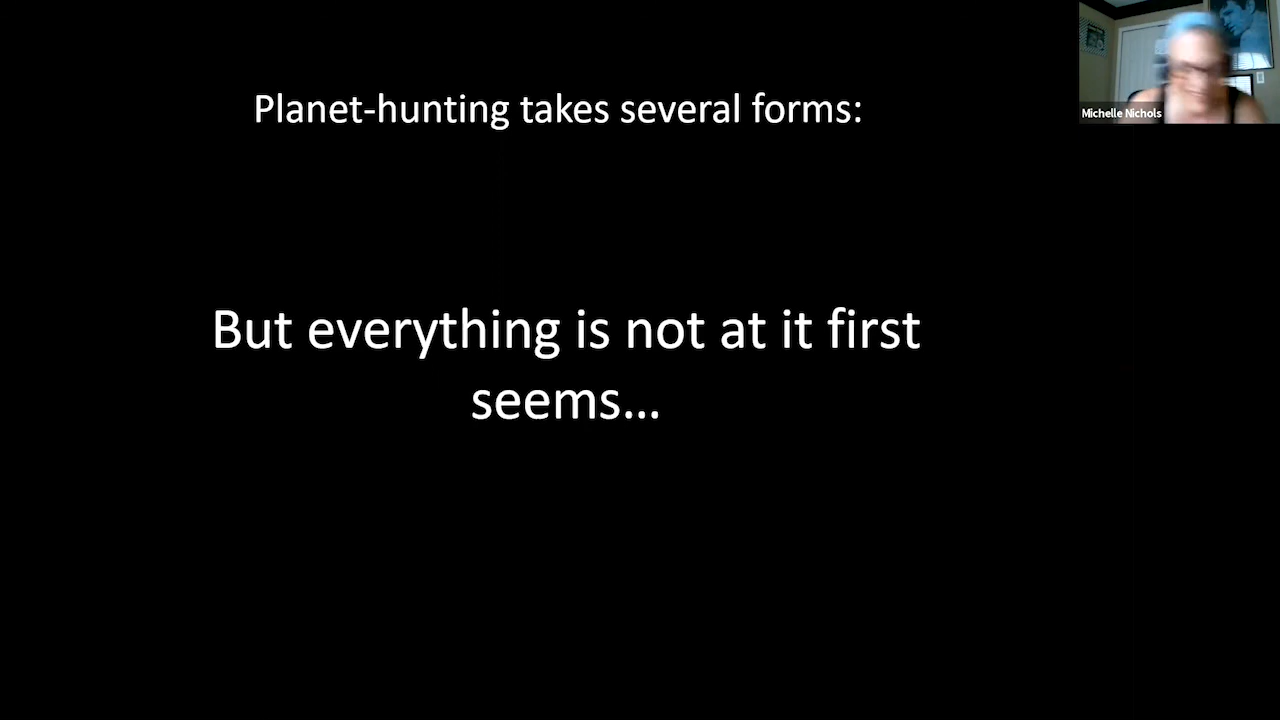 Planet-hunting takes several forms:
Michelle Nichols
But everything is not at it first
seems...